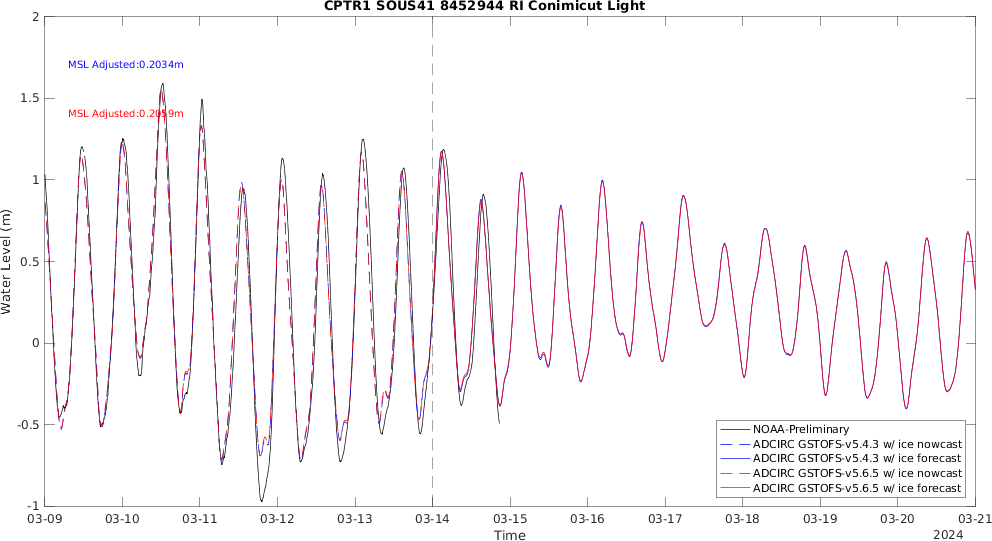 CPTR1 SOUS41 8452944 RI Conimicut Light
2
1.5
1
0.5
0
-0.5
-1
Water Level (m)
MSL Adjusted:0.2034m
MSL Adjusted:0.2059m
NOAA-Preliminary
ADCIRC GSTOFS-v5.4.3 w/ ice nowcast
ADCIRC GSTOFS-v5.4.3 w/ ice forecast
ADCIRC GSTOFS-v5.6.5 w/ ice nowcast
ADCIRC GSTOFS-v5.6.5 w/ ice forecast
03-09 03-10 03-11 03-12 03-13 03-14 03-15 03-16 03-17 03-18 03-19 03-20 03-21
Time
2024